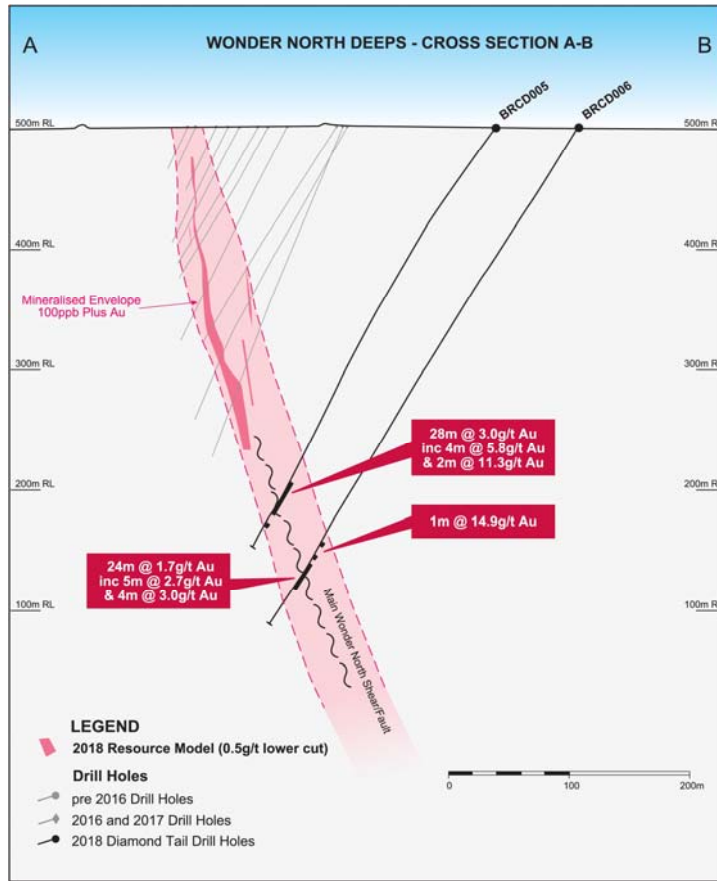 A
WONDER NORTH DEEPS - CROSS SECTION A-B
B
BRCD005
BRCD006
500m RL
500m RL
400m RL
400m RL
Mineralised Envelope
100ppb Plus Au
300m RL
300m RL
28m @ 3.0g/t Au
inc 4m @ 5.8g/t Au
& 2m @ 11.3g/t Au
200m RL
200m RL
1m @ 14.9g/t Au
24m @ 1.7g/t Au
inc 5m @ 2.7g/t Au
& 4m @ 3.0g/t Au
100m RL
100m RL
Main Wonder North Shear/Fault
LEGEND
2018 Resource Model (0.5g/t lower cut)
Drill Holes
pre 2016 Drill Holes
2016 and 2017 Drill Holes
2018 Diamond Tail Drill Holes
0 100 200m